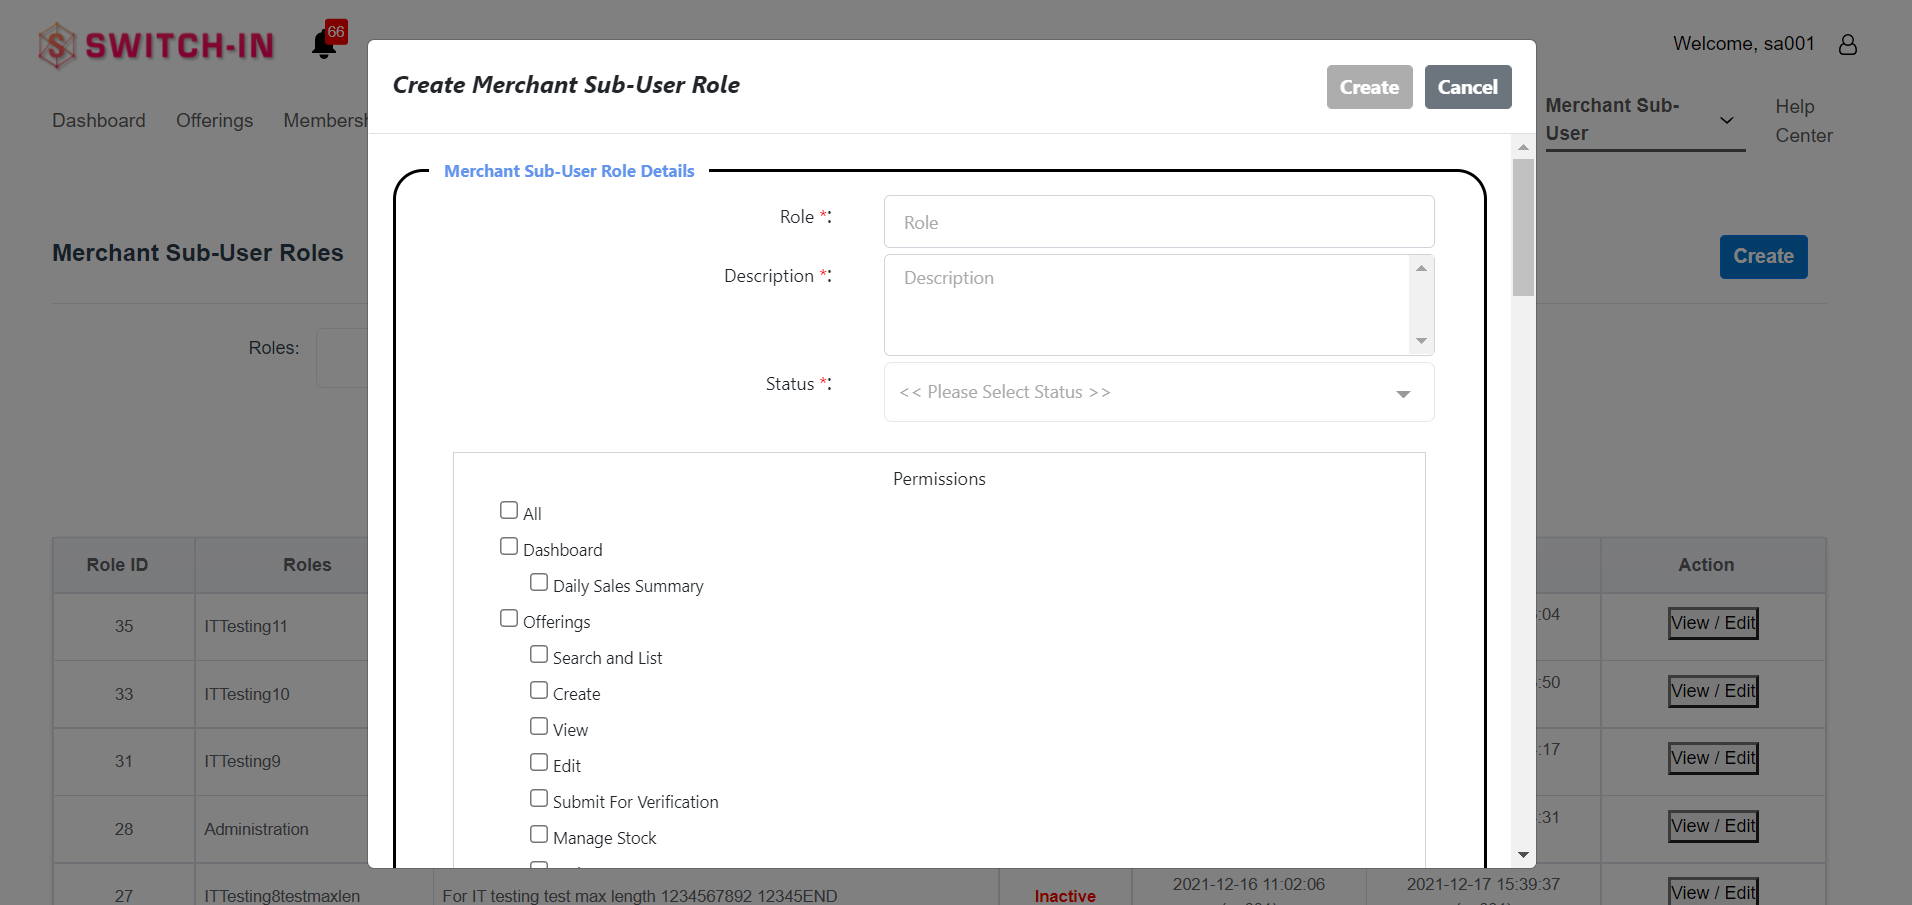 SWITCH-IN
66
Welcome, sa001
Dashboard
Offerings
Membersh
Merchant Sub-
User
Help
Center
Create Merchant Sub-User Role
Create
Cancel
Merchant Sub-User Roles
Create
Roles:
Merchant Sub-User Role Details
Role *:
Role
Description *:
Description
Status *:
<< Please Select Status >>
Permissions
All
Dashboard
Daily Sales Summary
Offerings
Search and List
Create
View
Edit
Submit For Verification
Manage Stock
Role ID
Roles
Action
35
ITTesting11
:04
View / Edit
33
ITTesting10
:50
View / Edit
31
ITTesting9
:17
View / Edit
28
Administration
:31
View / Edit
27
ITTesting8testmaxlen
For IT testing test max length 1234567892 12345END
Inactive
2021-12-16 11:02:06
2021-12-17 15:39:37
View / Edit